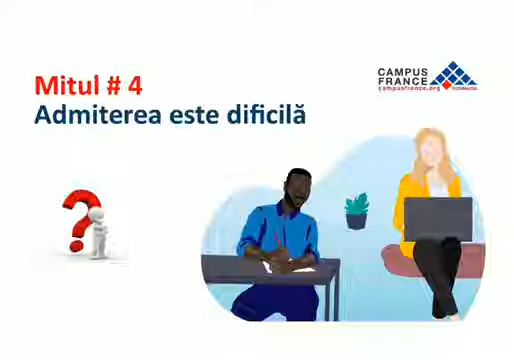 CAMPUS
FRANCE
campusfrance.org
Mitul # 4
Admiterea este dificilă